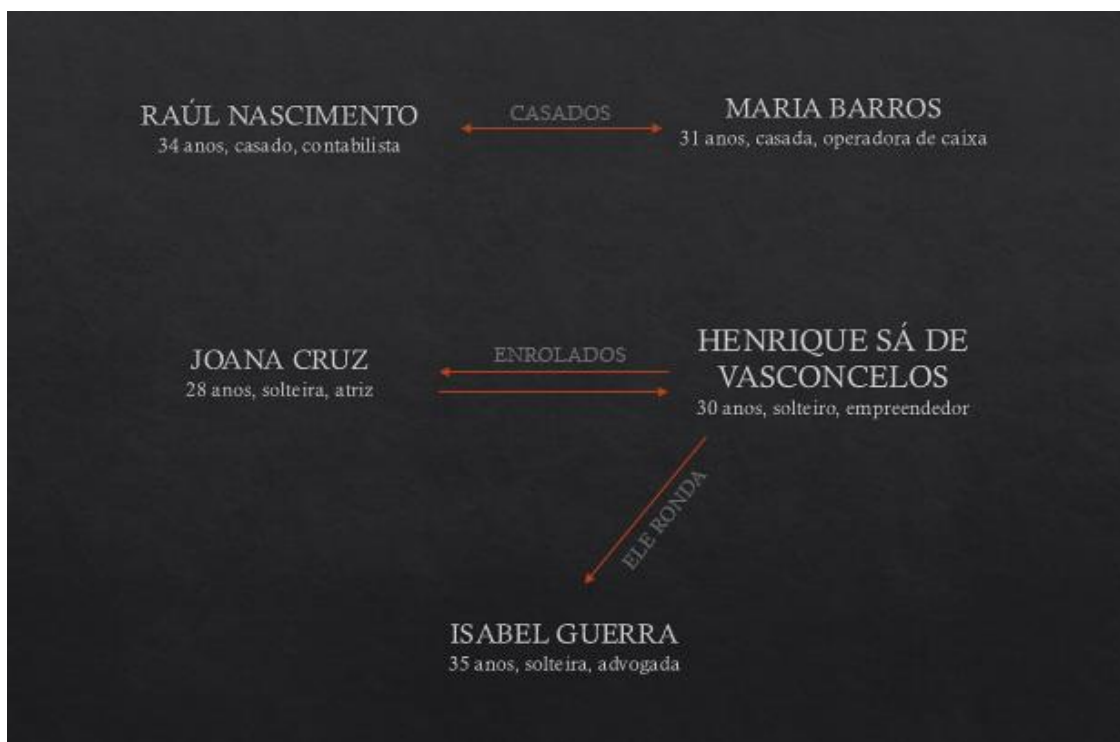 RAÚL NASCIMENTO
34 anos, casado, contabilista
CASADOS
MARIA BARROS
31 anos, casada, operadora de caixa
JOANA CRUZ
28 anos, solteira, atriz
ENROLADOS
HENRIQUE SÁ DE
VASCONCELOS
30 anos, solteiro, empreendedor
ELE RONDA
ISABEL GUERRA
35 anos, solteira, advogada